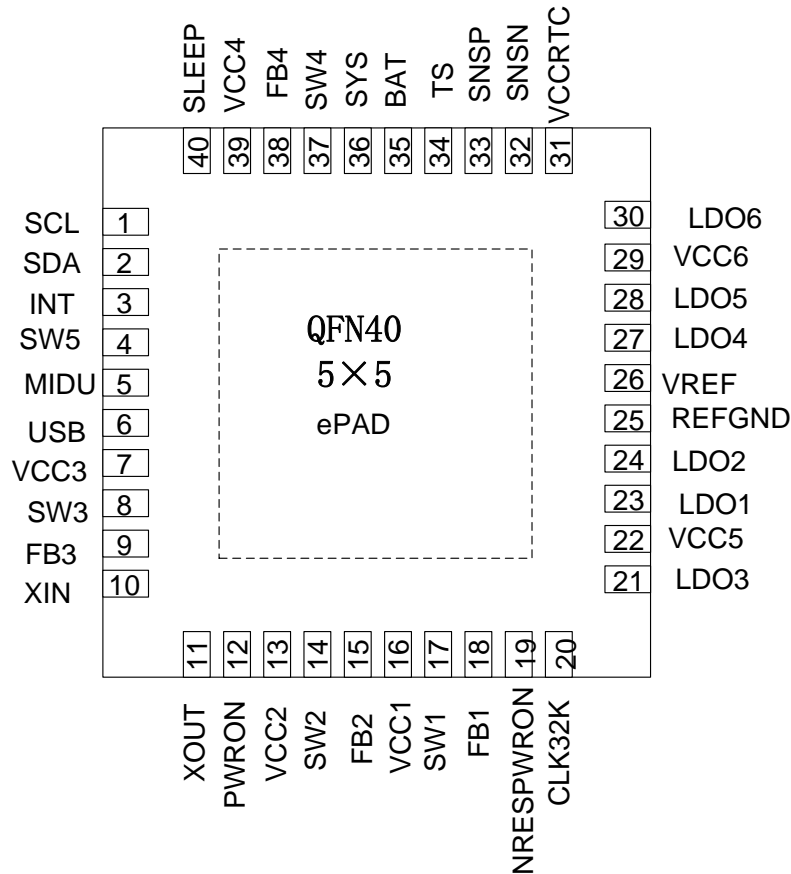 SLEEP
VCC4
FB4
SW4
SYS
BAT
TS
SNSP
SNSN
VCCRTC
40
39
38
37
36
35
34
33
32
31
SCL 1
SDA 2
INT 3
SW5 4
MIDU 5
USB 6
VCC3 7
SW3 8
FB3 9
XIN 10
QFN40
5×5
ePAD
30 LDO6
29 VCC6
28 LDO5
27 LDO4
26 VREF
25 REFGND
24 LDO2
23 LDO1
22 VCC5
21 LDO3
11
12
13
14
15
16
17
18
19
20
XOUT
PWRON
VCC2
SW2
FB2
VCC1
SW1
FB1
NRESPWRON
CLK32K